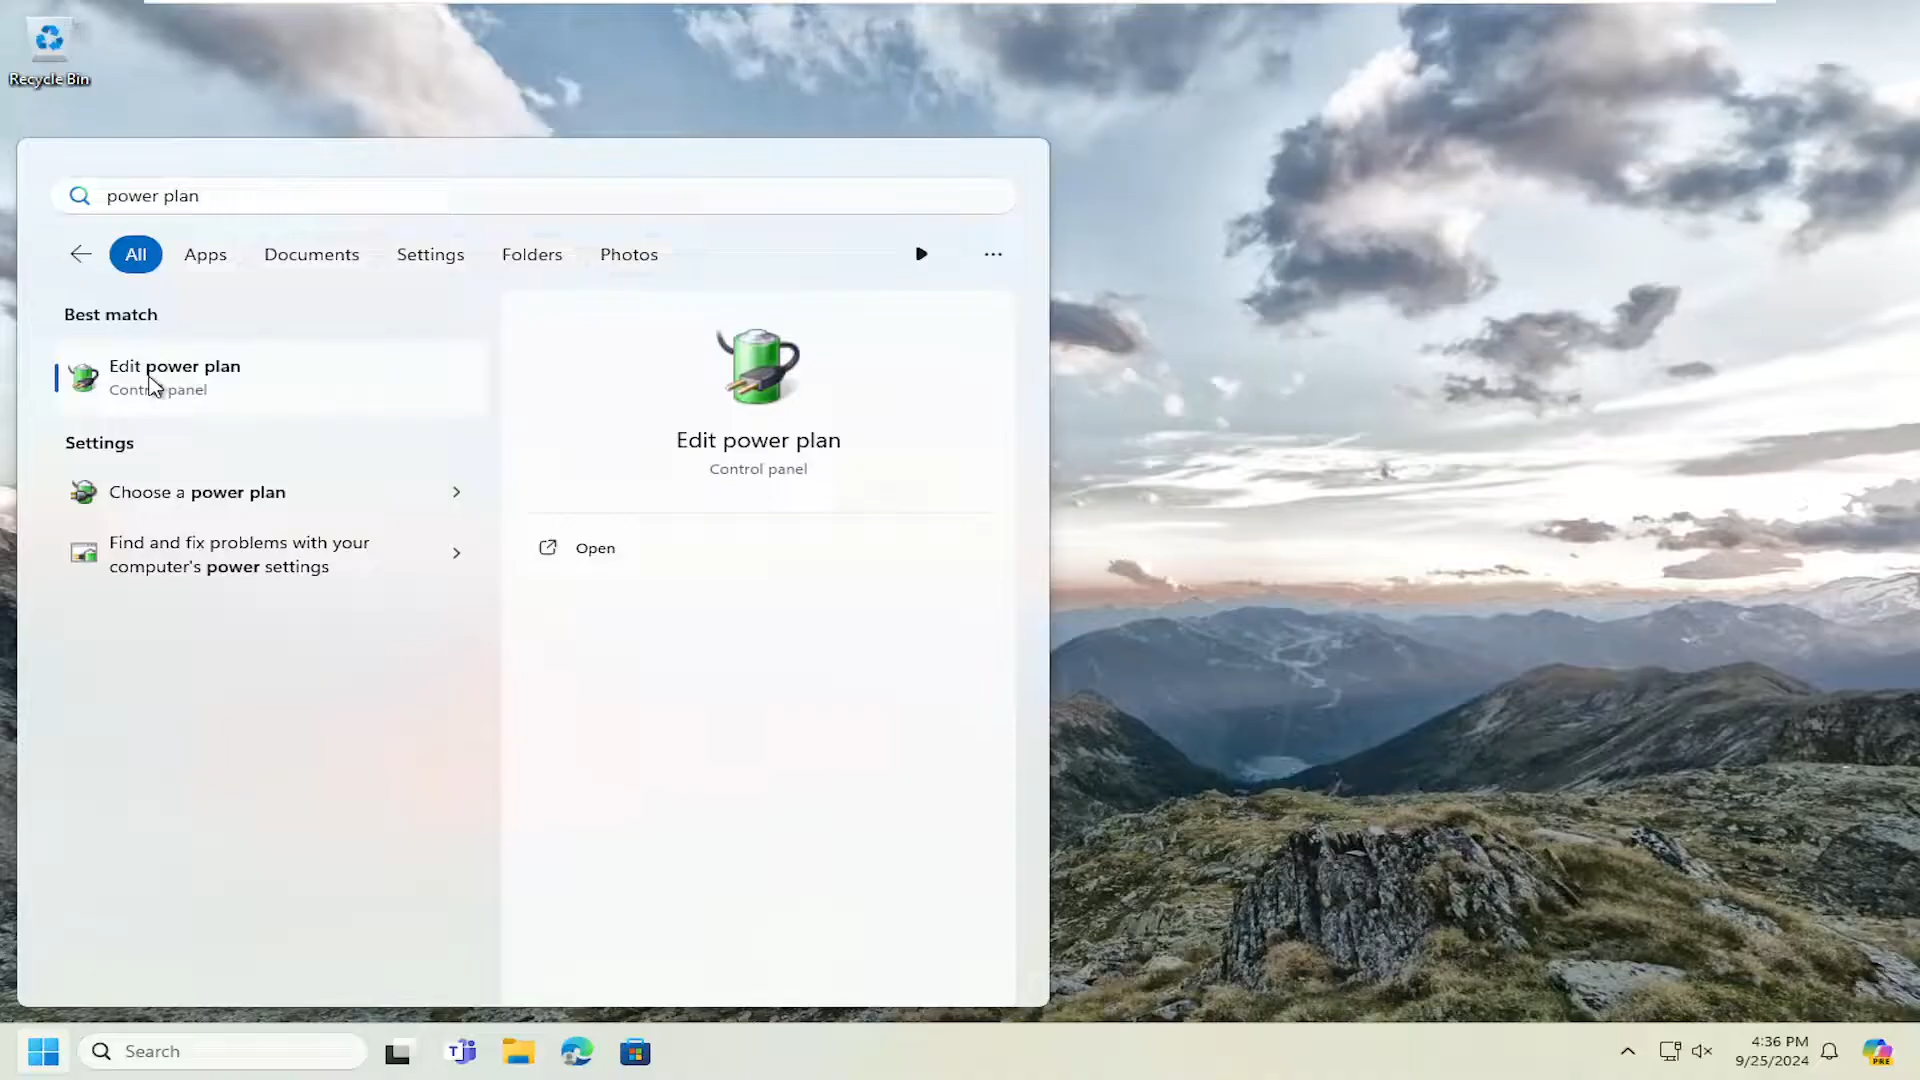 Recycle Bin
power plan
All
Apps
Documents
Settings
Folders
Photos
Best match
Edit power plan
Control panel
Settings
Choose a power plan
Find and fix problems with your
computer's power settings
Edit power plan
Control panel
Open
Search
4:36 PM
9/25/2024
PRE